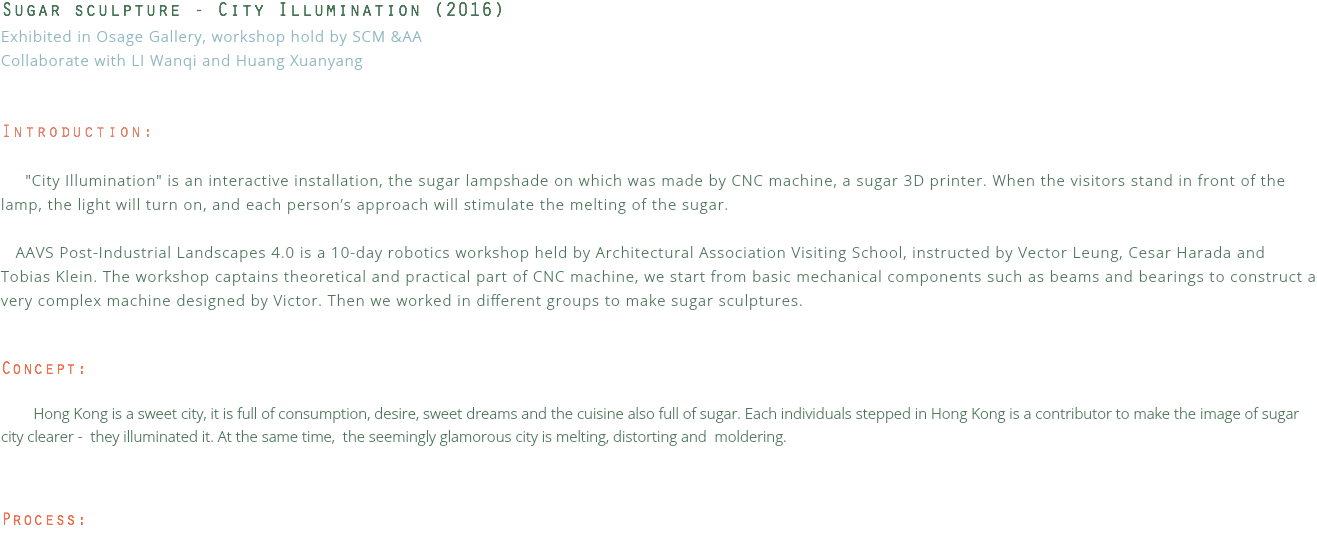 Sugar sculpture - City Illumination (2016)
Exhibited in Osage Gallery, workshop hold by SCM &AA
Collaborate with LI Wanqi and Huang Xuanyang
Introduction:
"City Illumination" is an interactive installation, the sugar lampshade on which was made by CNC machine, a sugar 3D printer. When the visitors stand in front of the
lamp, the light will turn on, and each person’s approach will stimulate the melting of the sugar.
AAVS Post-Industrial Landscapes 4.0 is a 10-day robotics workshop held by Architectural Association Visiting School, instructed by Vector Leung, Cesar Harada and
Tobias Klein. The workshop captains theoretical and practical part of CNC machine, we start from basic mechanical components such as beams and bearings to construct a
very complex machine designed by Victor. Then we worked in different groups to make sugar sculptures.
Concept:
Hong Kong is a sweet city, it is full of consumption, desire, sweet dreams and the cuisine also full of sugar. Each individuals stepped in Hong Kong is a contributor to make the image of sugar
city clearer -  they illuminated it. At the same time,  the seemingly glamorous city is melting, distorting and  moldering.
Process: